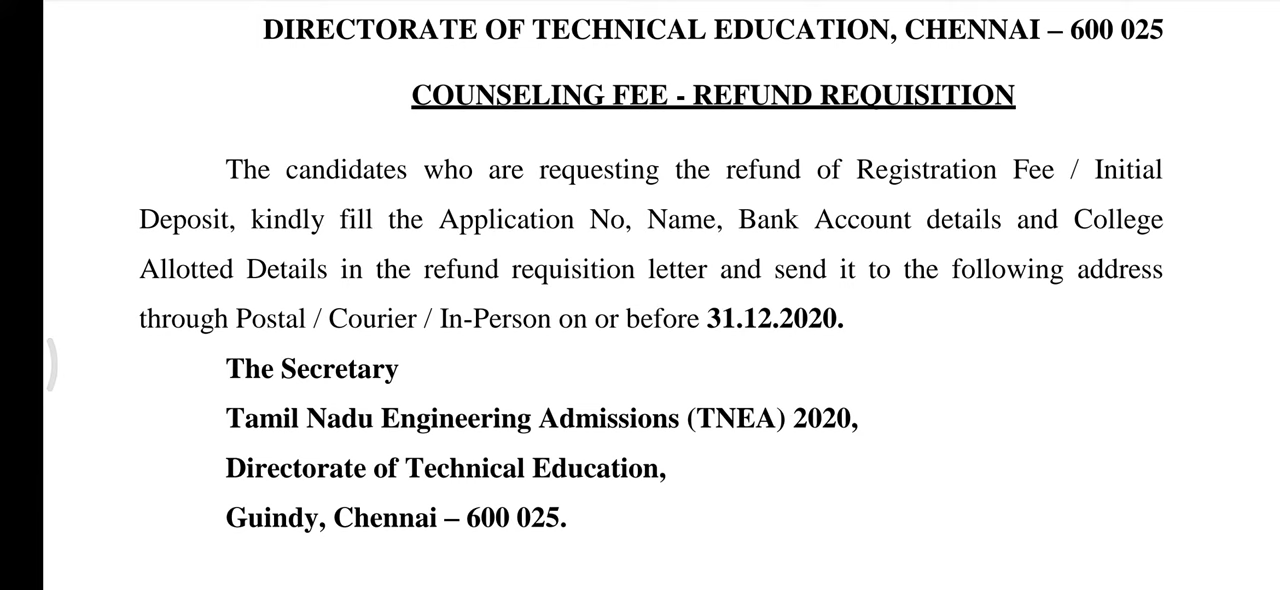 DIRECTORATE OF TECHNICAL EDUCATION, CHENNAI – 600 025
COUNSELING FEE - REFUND REQUISITION
The candidates who are requesting the refund of Registration Fee / Initial
Deposit, kindly fill the Application No, Name, Bank Account details and College
Allotted Details in the refund requisition letter and send it to the following address
through Postal / Courier / In-Person on or before 31.12.2020.
The Secretary
Tamil Nadu Engineering Admissions (TNEA) 2020,
Directorate of Technical Education,
Guindy, Chennai – 600 025.